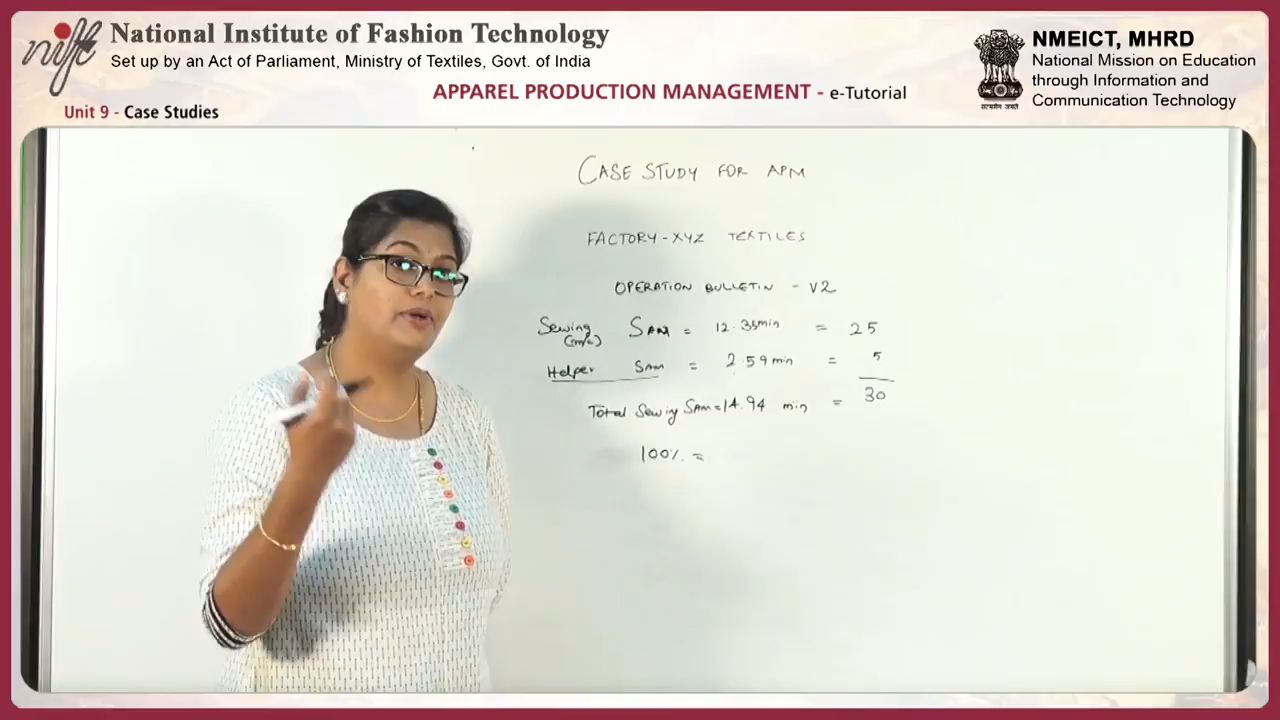 nift
National Institute of Fashion Technology
Set up by an Act of Parliament, Ministry of Textiles, Govt. of India
NMEICT, MHRD
National Mission on Education
through Information and
Communication Technology
APPAREL PRODUCTION MANAGEMENT - e-Tutorial
Unit 9 - Case Studies
CASE STUDY FOR APM
FACTORY - XYZ TEXTILES
OPERATION BULLETIN - V2
Sewing SAM = 12.35min = 25
(m/c)
Helper SAM = 2.59 min = 5
Total Sewing SAM = 14.94 min = 30
100% =